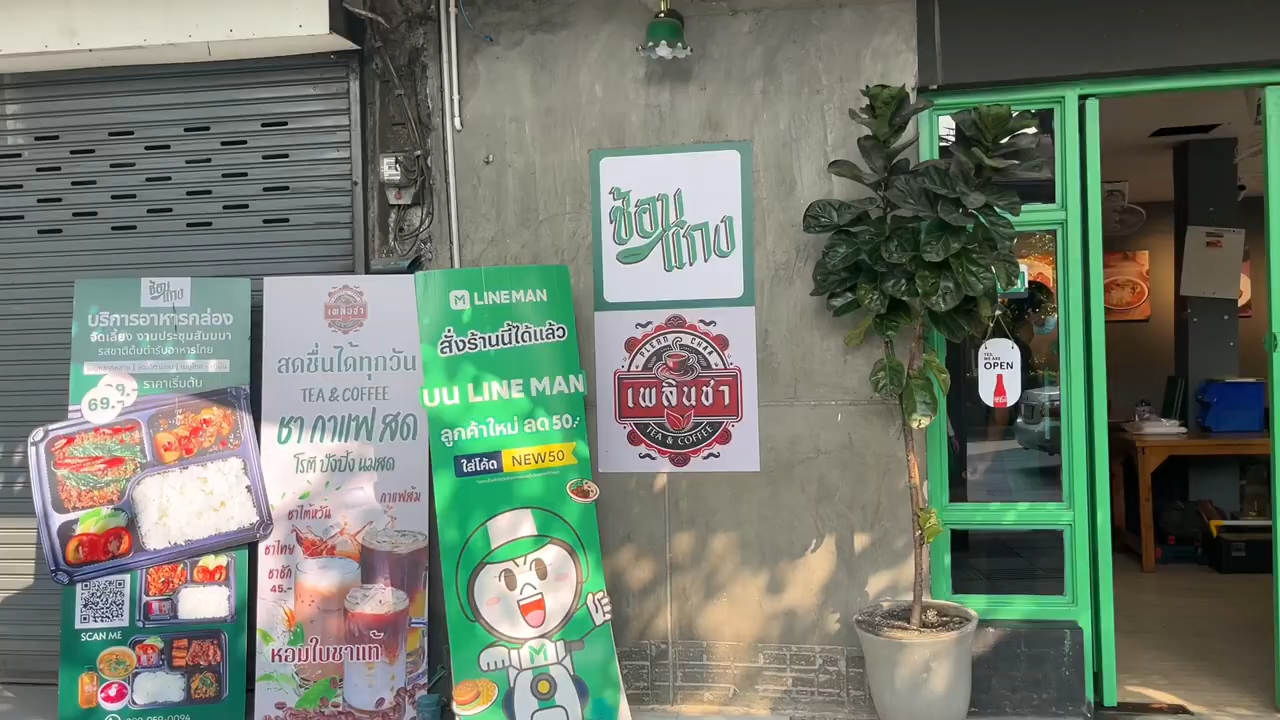 ช้อน
แกง
บริการอาหารกล่อง
จัดเลี้ยง งานประชุมสัมมนา
รสชาติต้นตำรับอาหารไทย
ราคาเริ่มต้น
69.-
SCAN ME
เพลินชา
สดชื่นได้ทุกวัน
TEA & COFFEE
ชา กาแฟ สด
โรตี ปังปิ้ง นมสด
กาแฟส้ม
ชาไต้หวัน
ชาไทย
ชาชัก
45.-
หอมใบชาแท้
M LINE MAN
สั่งร้านนี้ได้แล้ว
บน LINE MAN
ลูกค้าใหม่ ลด 50.-
ใส่โค้ด NEW50
M
ช้อน
แกง
PLEAN CHAA
เพลินชา
TEA & COFFEE
YES,
WE ARE
OPEN